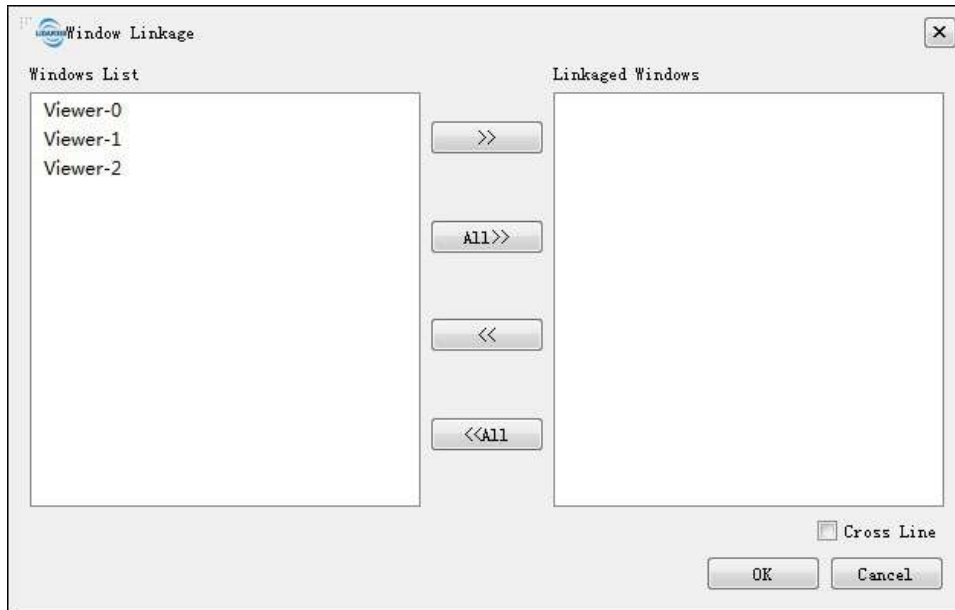 Window Linkage
Windows List
Linkaged Windows
Viewer-0
Viewer-1
Viewer-2
>>
All>>
<<
<<All
Cross Line
OK
Cancel